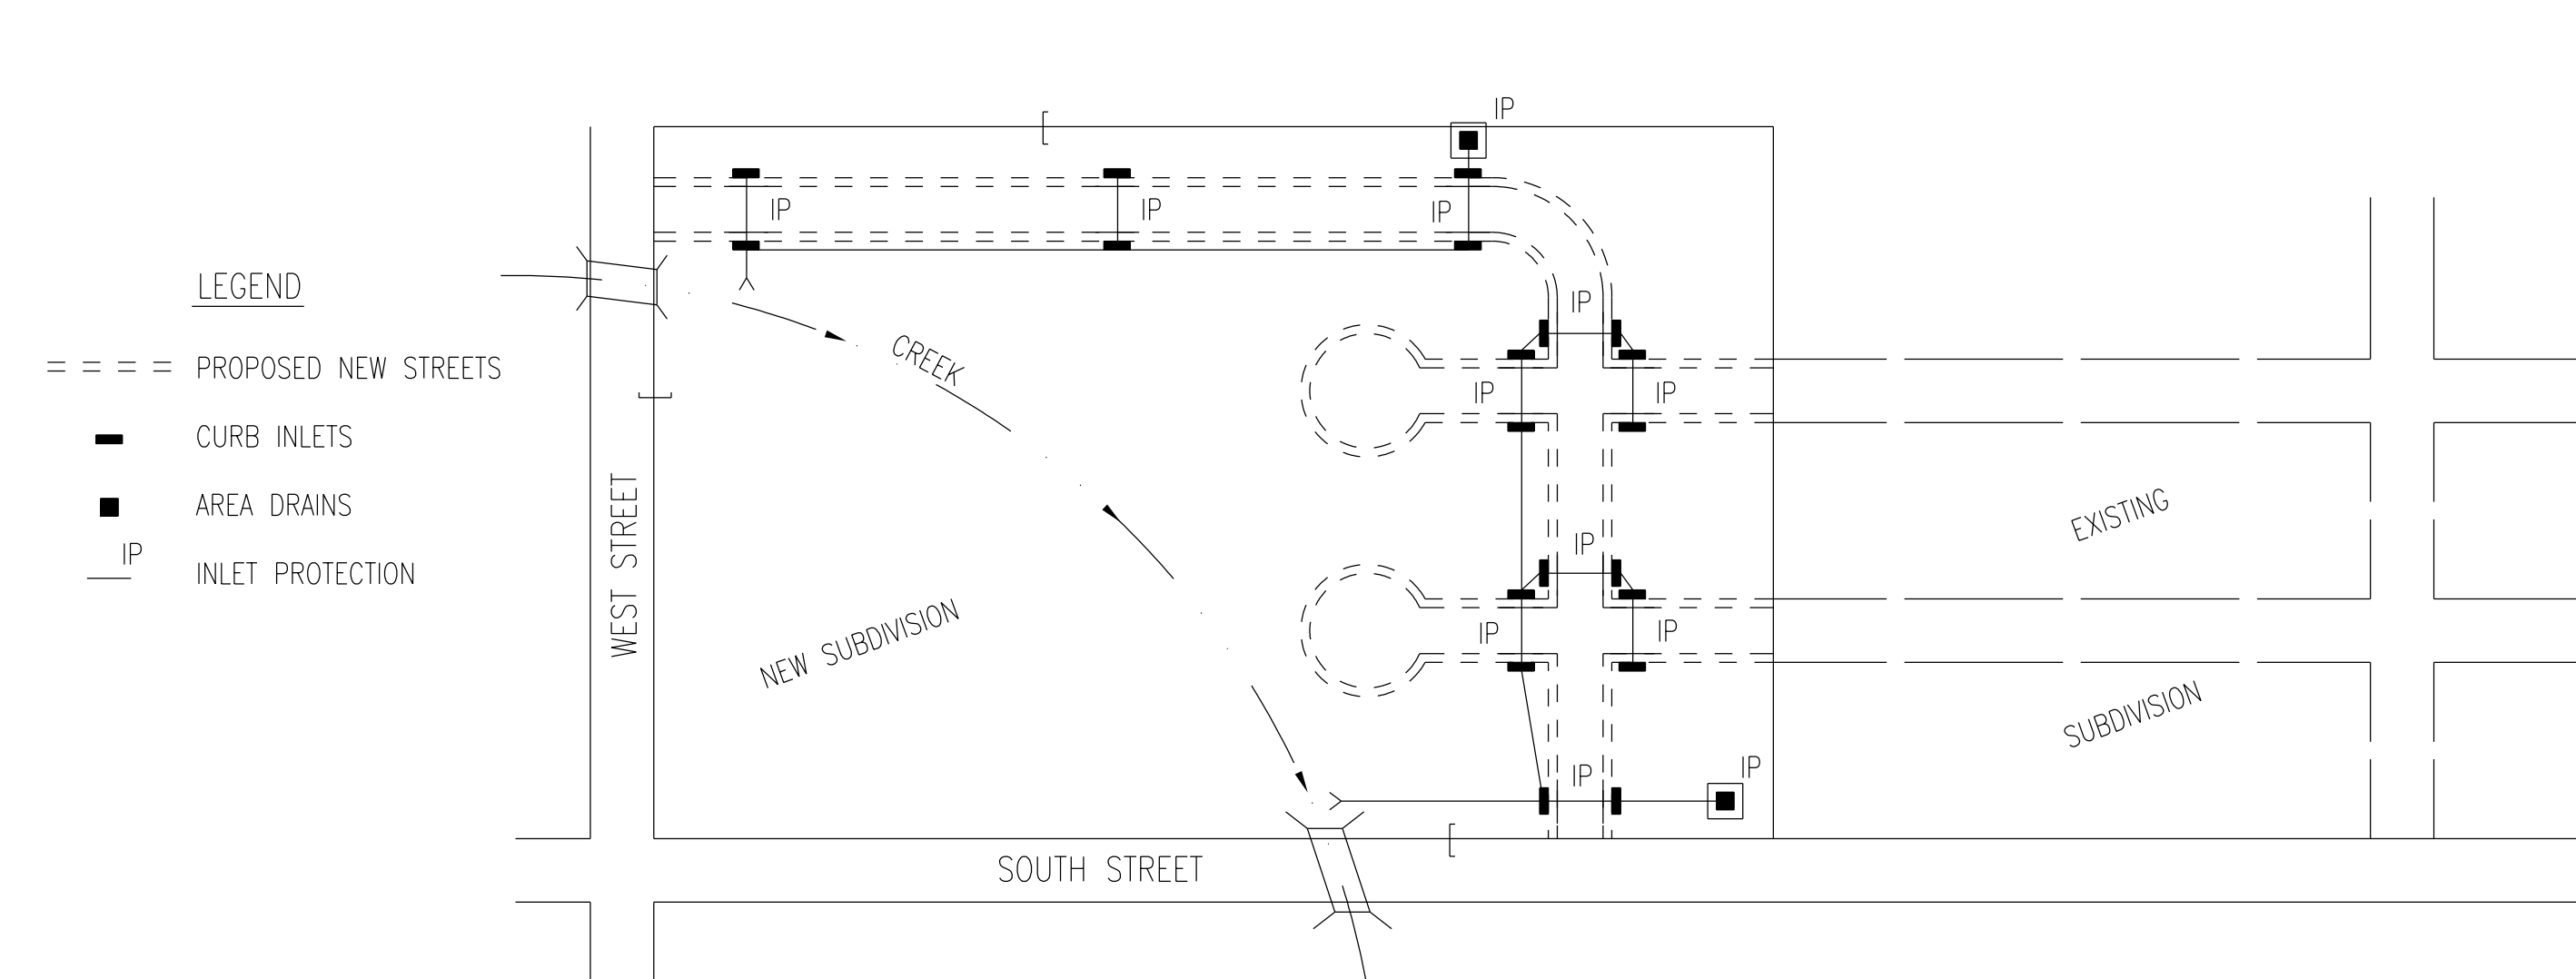 IP
IP
IP
IP
LEGEND
IP
CREEK
PROPOSED NEW STREETS
IP
IP
CURB INLETS
AREA DRAINS
EXISTING
WEST STREET
IP
IP
INLET PROTECTION
NEW SUBDIVISION
IP
IP
SUBDIVISION
IP
IP
SOUTH STREET